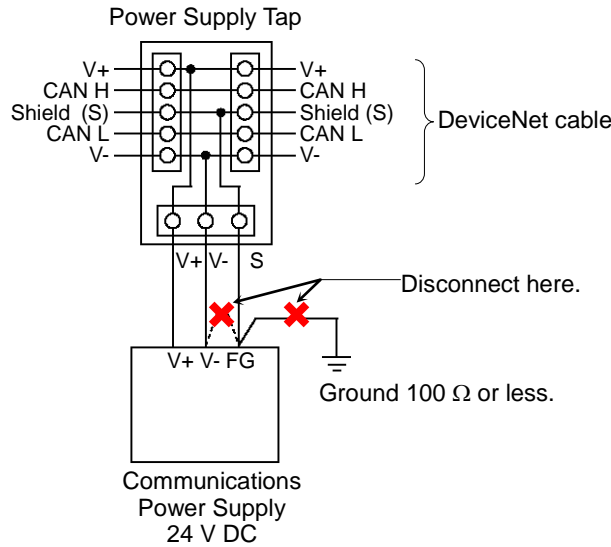 Power Supply Tap
V+ V+
CAN H CAN H
Shield (S) Shield (S)
CAN L CAN L
V- V-
DeviceNet cable
V+ V- S
Disconnect here.
V+ V- FG
Ground 100 Ω or less.
Communications
Power Supply
24 V DC